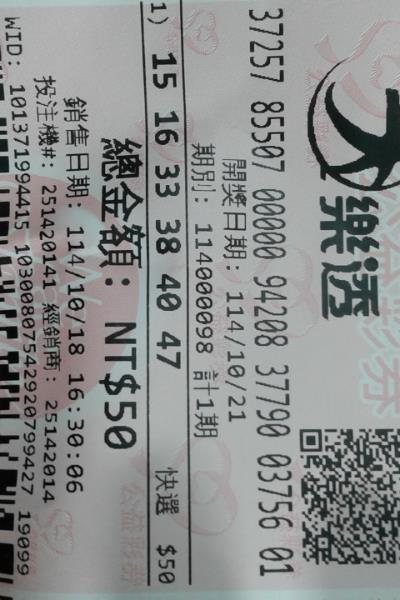 大樂透
37257 85507 00000 94208 37790 03756 01
開獎日期: 114/10/21
期別: 114000098 計1期
1) 15 16 33 38 40 47 快選 $50
總金額: NT$50
銷售日期: 114/10/18 16:30:06
投注機#: 251420141 經銷商: 25142014
WID: 101371994415 10300807542920799427 19099